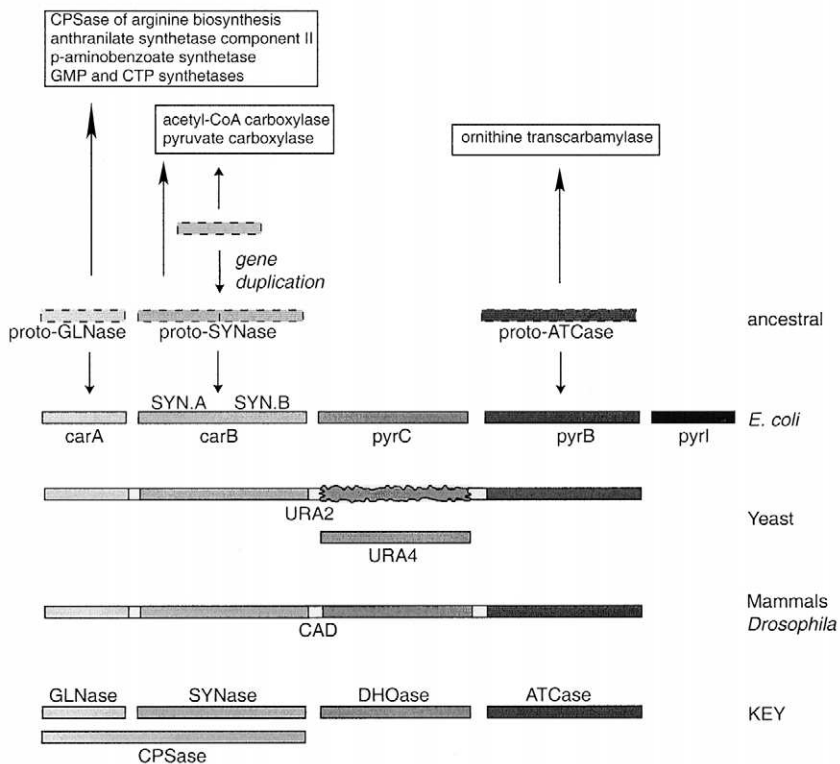 CPSase of arginine biosynthesis
anthranilate synthetase component II
p-aminobenzoate synthetase
GMP and CTP synthetases
acetyl-CoA carboxylase
pyruvate carboxylase
ornithine transcarbamylase
gene
duplication
proto-GLNase
proto-SYNase
proto-ATCase
ancestral
SYN.A
SYN.B
carA
carB
pyrC
pyrB
pyrI
E. coli
URA2
URA4
Yeast
CAD
Mammals
Drosophila
GLNase
SYNase
DHOase
ATCase
KEY
CPSase